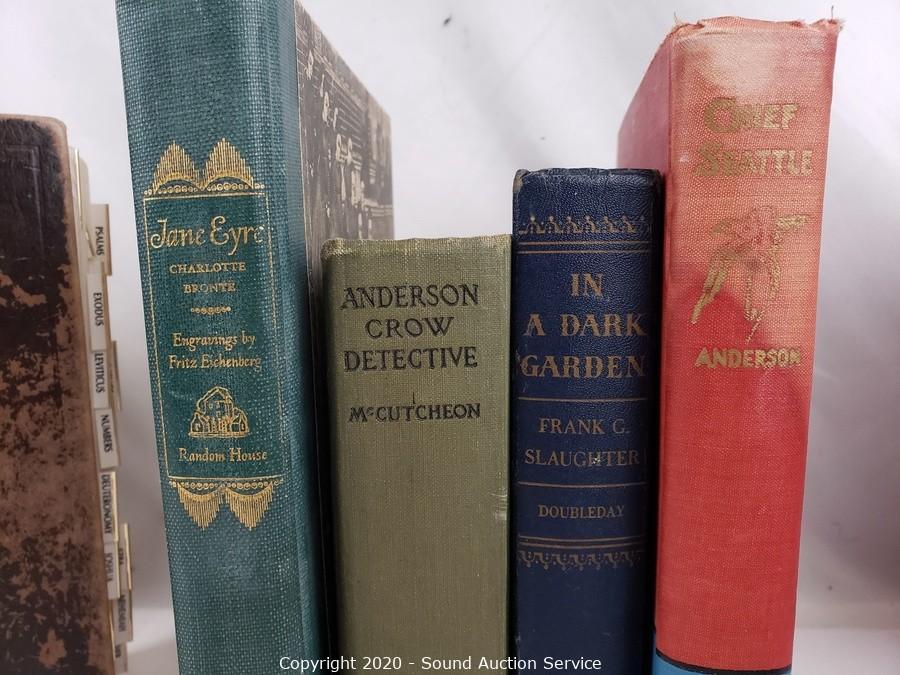 PSALMS
EXODUS
LEVITICUS
NUMBERS
DEUTERONOMY
Jane Eyre
CHARLOTTE
BRONTE
Engravings by
Fritz Eichenberg
Random House
ANDERSON
CROW
DETECTIVE
McCUTCHEON
IN
A DARK
GARDEN
FRANK G.
SLAUGHTER
DOUBLEDAY
CHIEF
SEATTLE
ANDERSON
Copyright 2020 - Sound Auction Service